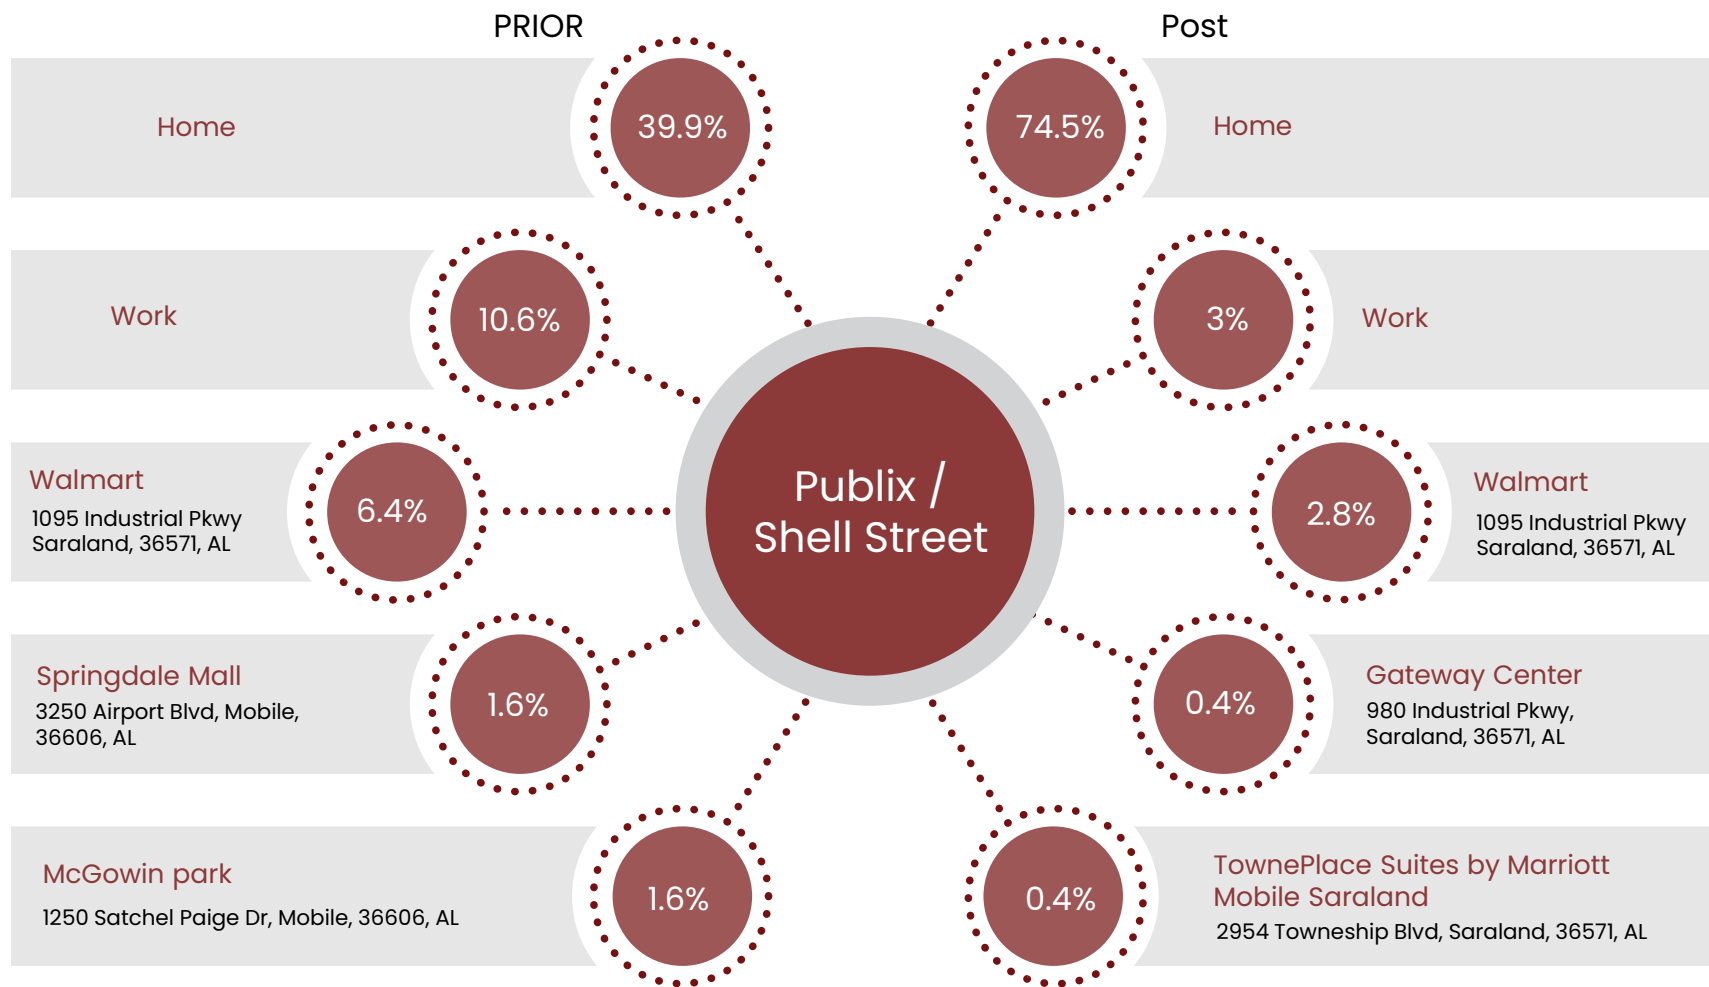 PRIOR
Post
Home
39.9%
74.5%
Home
Work
10.6%
3%
Work
Walmart
1095 Industrial Pkwy
Saraland, 36571, AL
6.4%
Publix /
Shell Street
2.8%
Walmart
1095 Industrial Pkwy
Saraland, 36571, AL
Springdale Mall
3250 Airport Blvd, Mobile,
36606, AL
1.6%
0.4%
Gateway Center
980 Industrial Pkwy,
Saraland, 36571, AL
McGowin park
1250 Satchel Paige Dr, Mobile, 36606, AL
1.6%
0.4%
TownePlace Suites by Marriott
Mobile Saraland
2954 Towneship Blvd, Saraland, 36571, AL